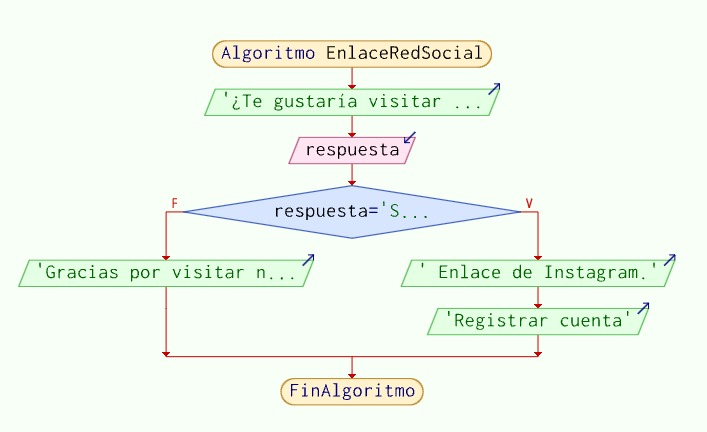 Algoritmo EnlaceRedSocial
'¿Te gustaría visitar ...
respuesta
respuesta='S...
F
V
'Gracias por visitar n...
' Enlace de Instagram.'
'Registrar cuenta'
FinAlgoritmo